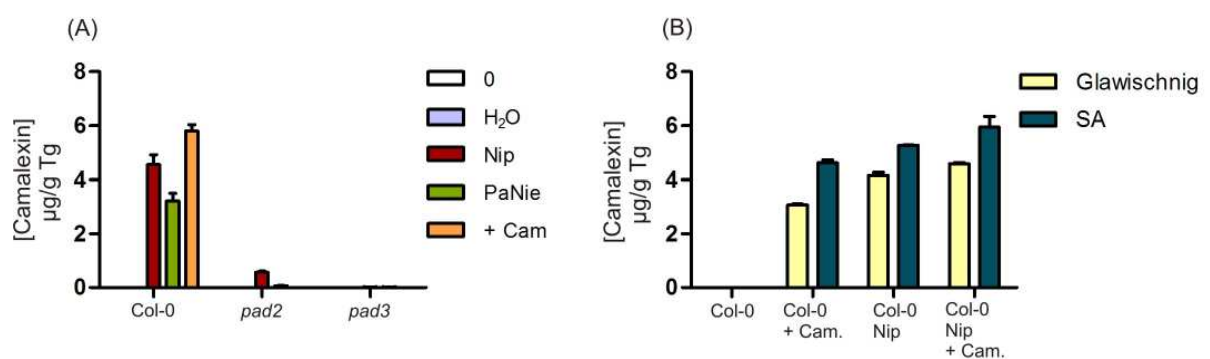 (A)
[Camalexin]
µg/g Tg
8
6
4
2
0
Col-0
pad2
pad3
0
H₂O
Nip
PaNie
+ Cam
(B)
[Camalexin]
µg/g Tg
8
6
4
2
0
Col-0
Col-0
+ Cam.
Col-0
Nip
Col-0
Nip
+ Cam.
Glawischnig
SA